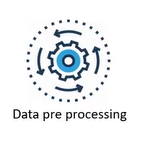 Data pre processing